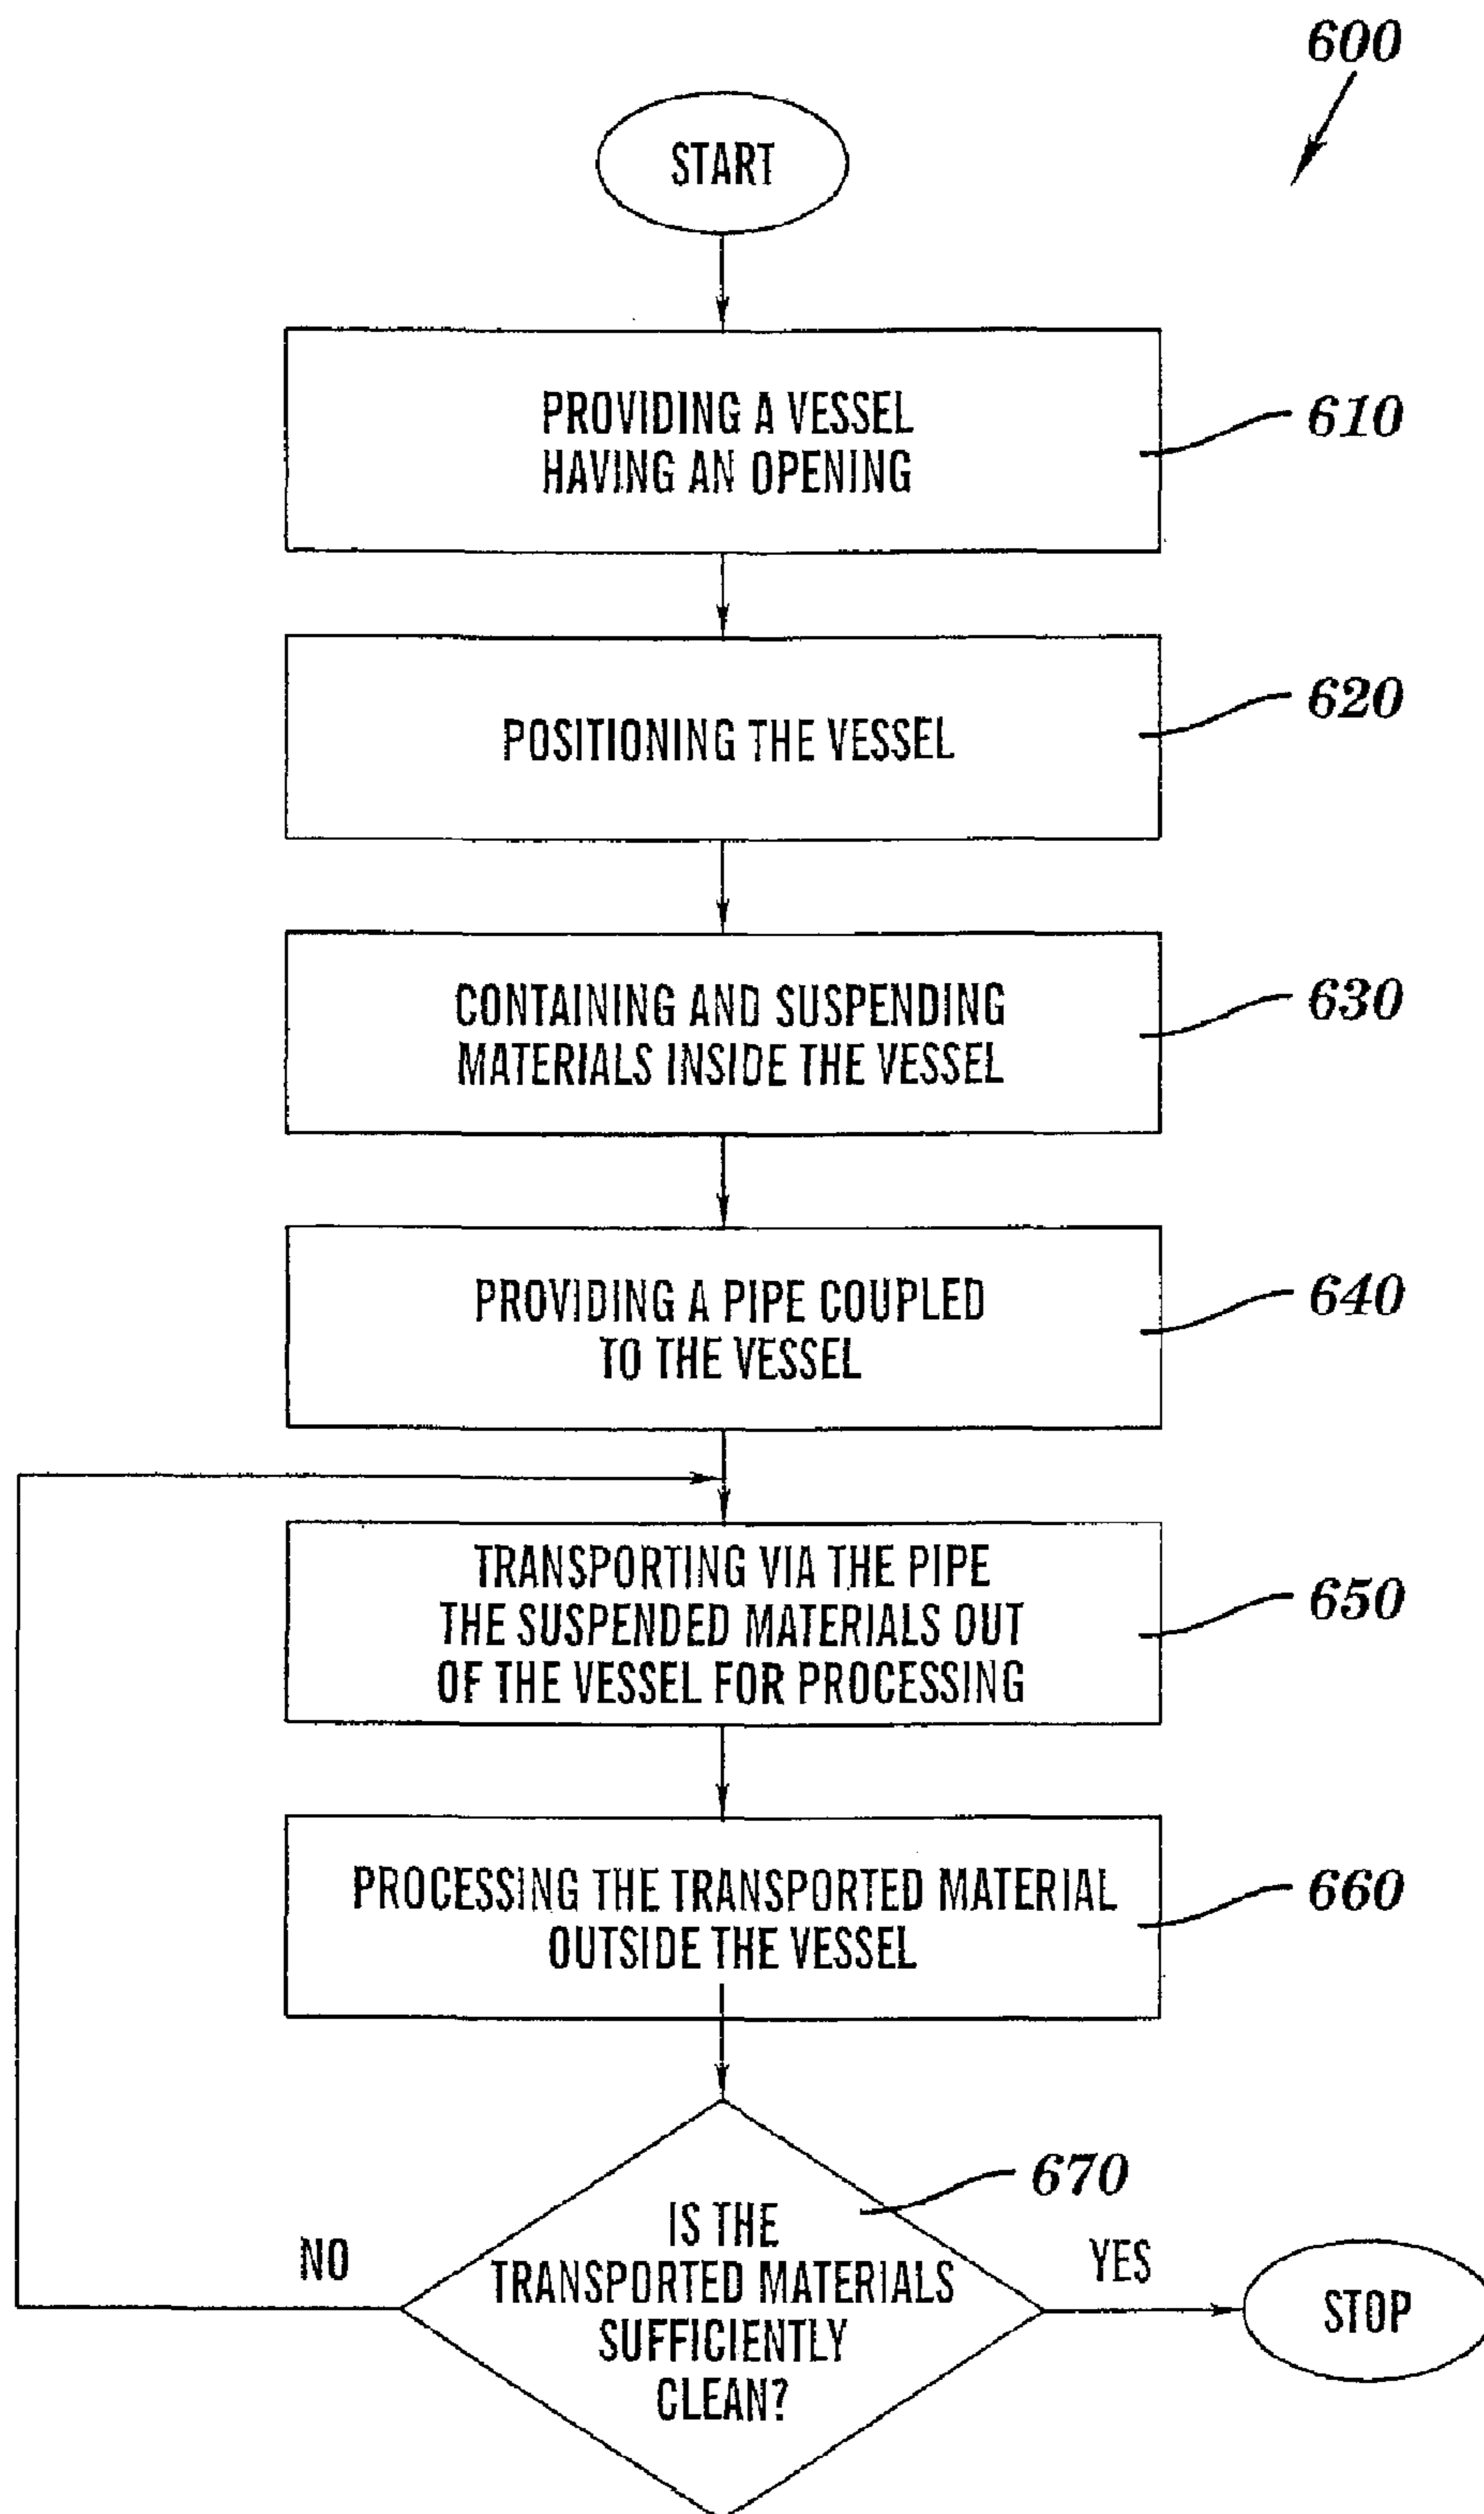 600
START
PROVIDING A VESSEL
HAVING AN OPENING
610
POSITIONING THE VESSEL
620
CONTAINING AND SUSPENDING
MATERIALS INSIDE THE VESSEL
630
PROVIDING A PIPE COUPLED
TO THE VESSEL
640
TRANSPORTING VIA THE PIPE
THE SUSPENDED MATERIALS OUT
OF THE VESSEL FOR PROCESSING
650
PROCESSING THE TRANSPORTED MATERIAL
OUTSIDE THE VESSEL
660
670
IS THE
TRANSPORTED MATERIALS
SUFFICIENTLY
CLEAN?
NO
YES
STOP